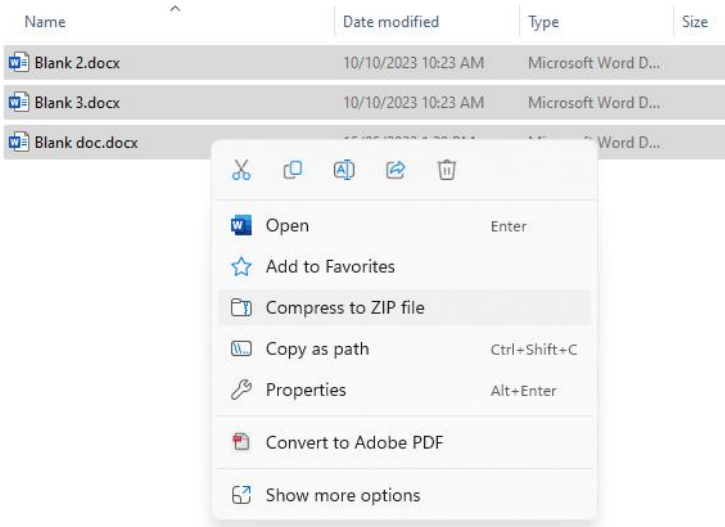 Name Date modified Type Size
Blank 2.docx 10/10/2023 10:23 AM Microsoft Word D...
Blank 3.docx 10/10/2023 10:23 AM Microsoft Word D...
Blank doc.docx Word D...
Open Enter
Add to Favorites
Compress to ZIP file
Copy as path Ctrl+Shift+C
Properties Alt+Enter
Convert to Adobe PDF
Show more options